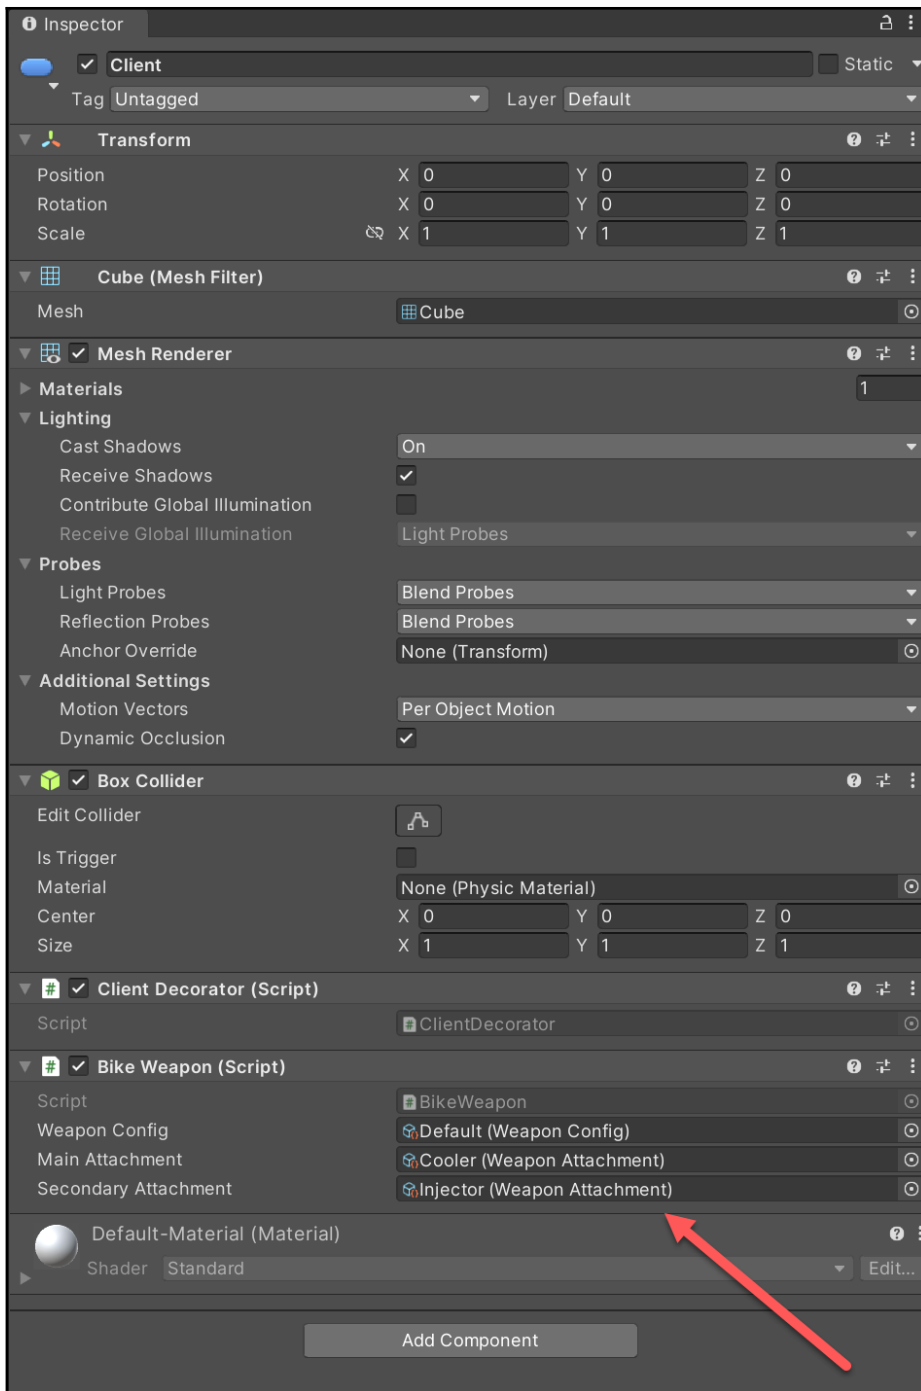 Inspector
Client Static
Tag Untagged Layer Default
Transform
Position X 0 Y 0 Z 0
Rotation X 0 Y 0 Z 0
Scale X 1 Y 1 Z 1
Cube (Mesh Filter)
Mesh Cube
Mesh Renderer
Materials 1
Lighting
Cast Shadows On
Receive Shadows
Contribute Global Illumination
Receive Global Illumination Light Probes
Probes
Light Probes Blend Probes
Reflection Probes Blend Probes
Anchor Override None (Transform)
Additional Settings
Motion Vectors Per Object Motion
Dynamic Occlusion
Box Collider
Edit Collider
Is Trigger
Material None (Physic Material)
Center X 0 Y 0 Z 0
Size X 1 Y 1 Z 1
# Client Decorator (Script)
Script ClientDecorator
# Bike Weapon (Script)
Script BikeWeapon
Weapon Config Default (Weapon Config)
Main Attachment Cooler (Weapon Attachment)
Secondary Attachment Injector (Weapon Attachment)
Default-Material (Material)
Shader Standard Edit...
Add Component